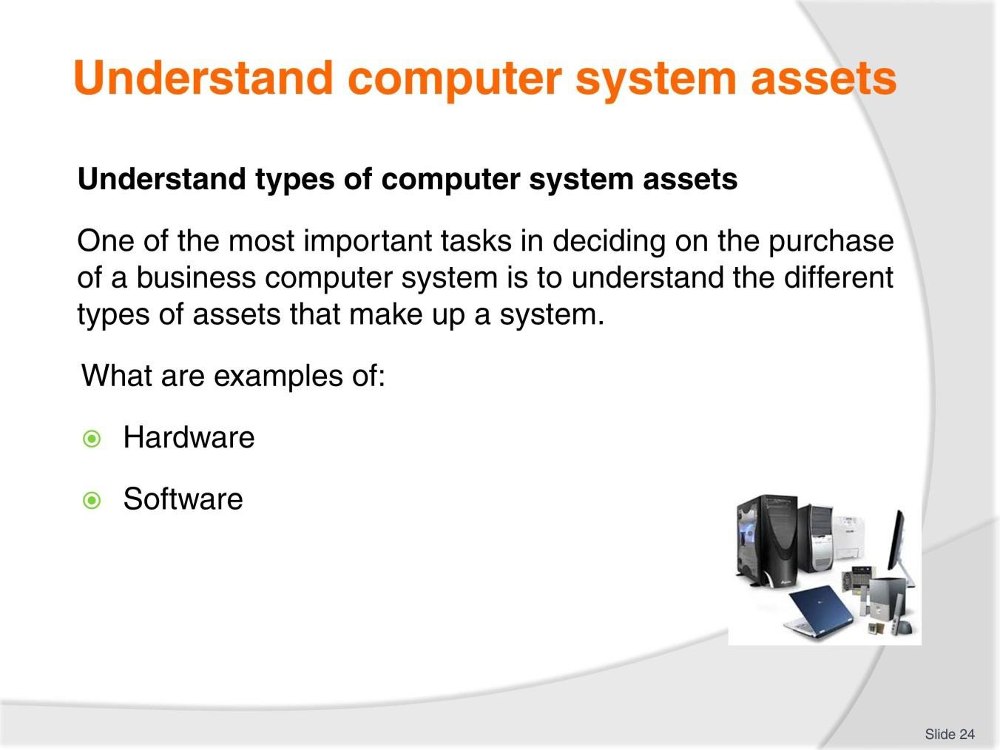 Understand computer system assets
Understand types of computer system assets
One of the most important tasks in deciding on the purchase
of a business computer system is to understand the different
types of assets that make up a system.
What are examples of:
Hardware
Software
Slide 24